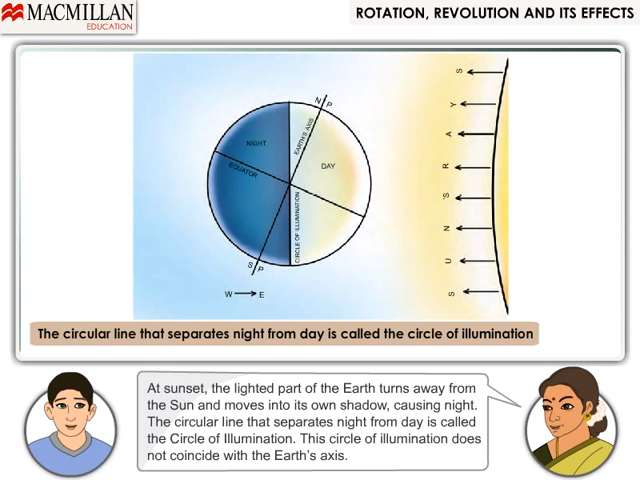 MACMILLAN
EDUCATION
ROTATION, REVOLUTION AND ITS EFFECTS
N P
NIGHT
EARTH'S AXIS
DAY
EQUATOR
CIRCLE OF ILLUMINATION
S P
W E
SUN'S RAYS
The circular line that separates night from day is called the circle of illumination
At sunset, the lighted part of the Earth turns away from
the Sun and moves into its own shadow, causing night.
The circular line that separates night from day is called
the Circle of Illumination. This circle of illumination does
not coincide with the Earth's axis.